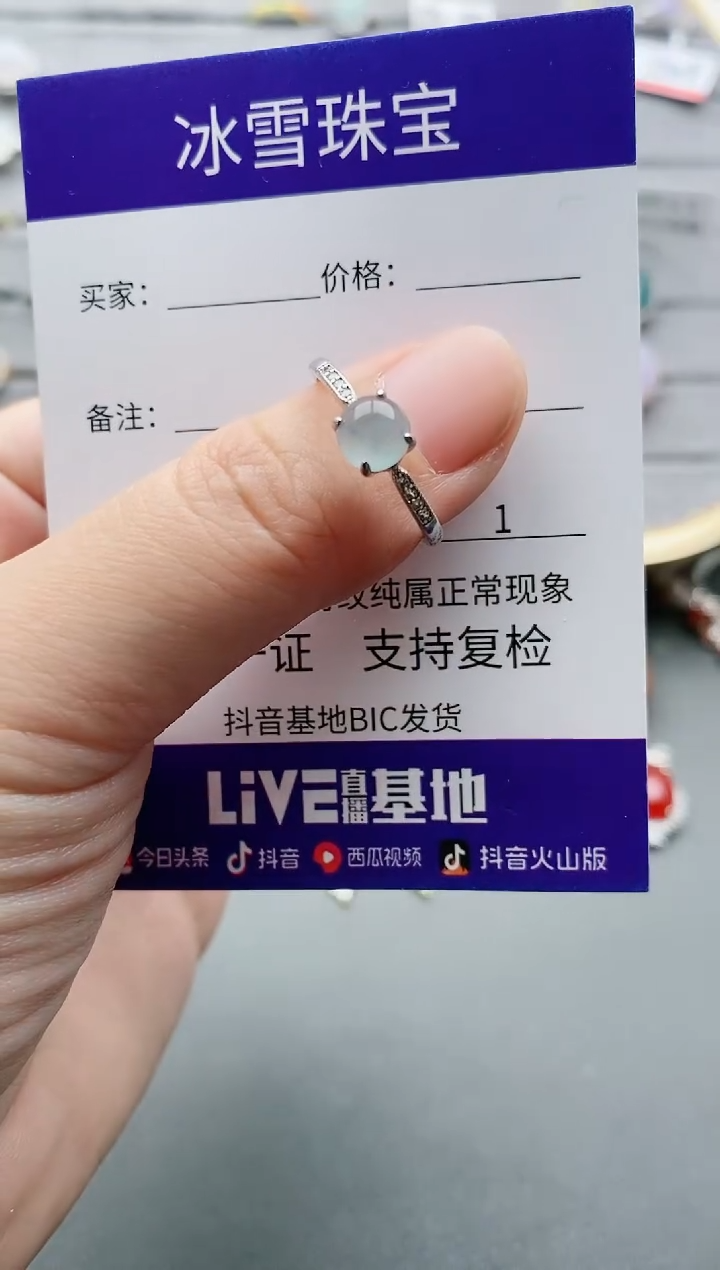 冰雪珠宝
买家： 价格：
备注：
1
纹纯属正常现象
证 支持复检
抖音基地BIC发货
LiVE直播基地
今日头条 抖音 西瓜视频 抖音火山版